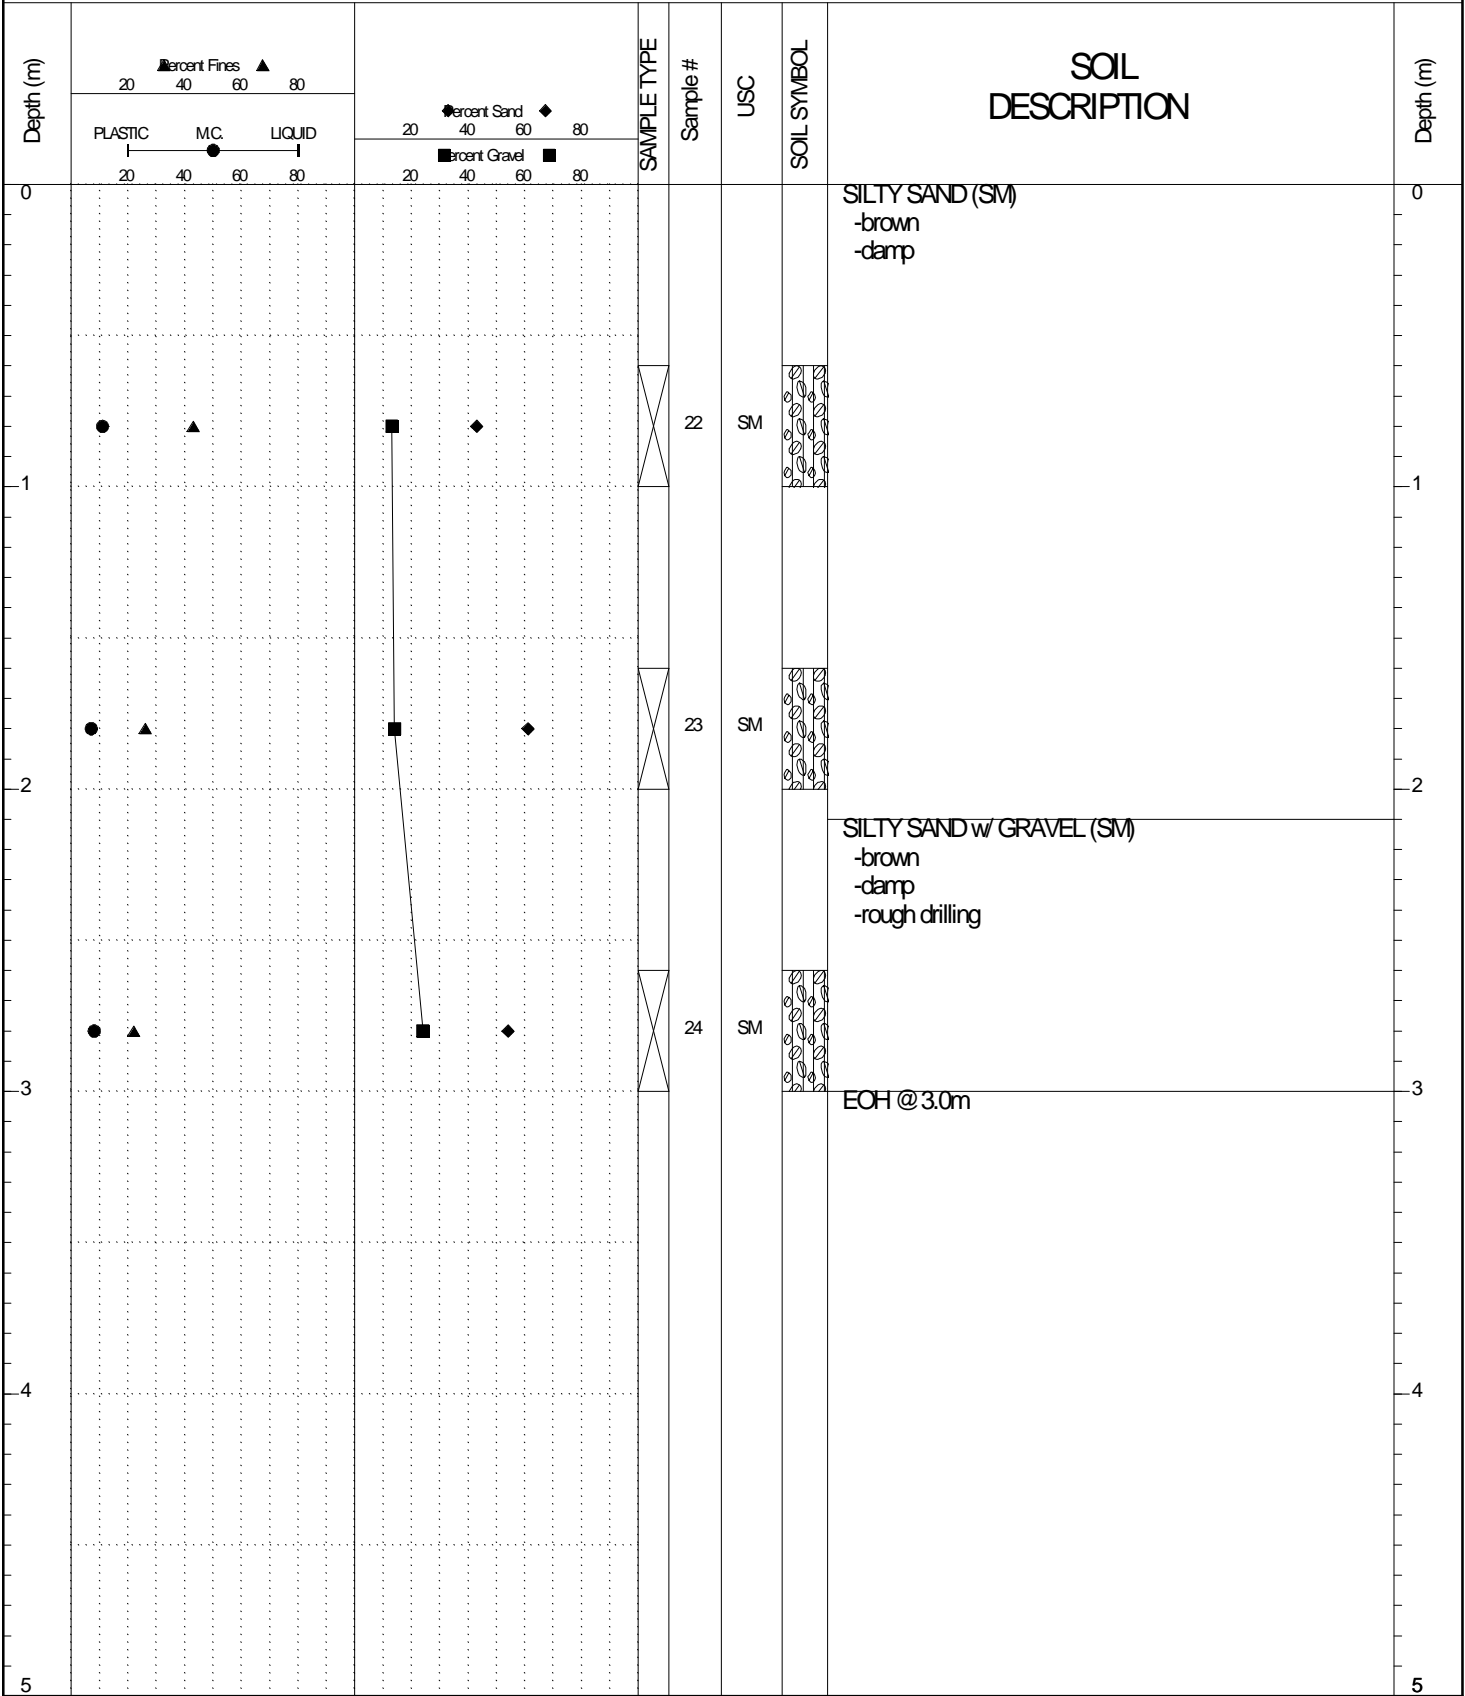 Depth (m)
Percent Fines
20 40 60 80
PLASTIC M.C. LIQUID
20 40 60 80
Percent Sand
20 40 60 80
Percent Gravel
20 40 60 80
SAMPLE TYPE
Sample #
USC
SOIL SYMBOL
SOIL
DESCRIPTION
Depth (m)
0 SILTY SAND (SM) 0
-brown
-damp
22 SM
1 1
23 SM
2 2
SILTY SAND w/ GRAVEL (SM)
-brown
-damp
-rough drilling
24 SM
3 3
EOH @ 3.0m
4 4
5 5